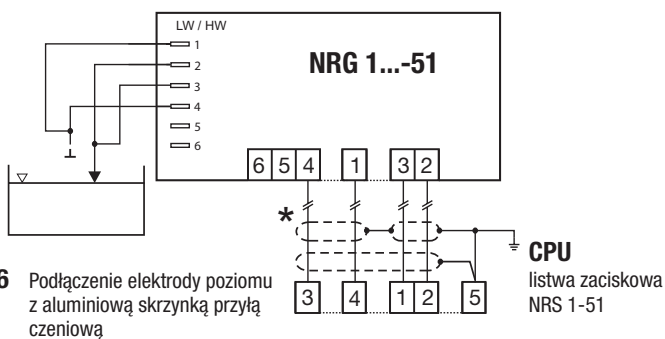 LW / HW
1
2
3
4
5
6
NRG 1...-51
6 5 4 1 3 2
*
CPU
listwa zaciskowa
NRS 1-51
3 4 1 2 5
6 Podłączenie elektrody poziomu
z aluminiową skrzynką przyłą
czeniową